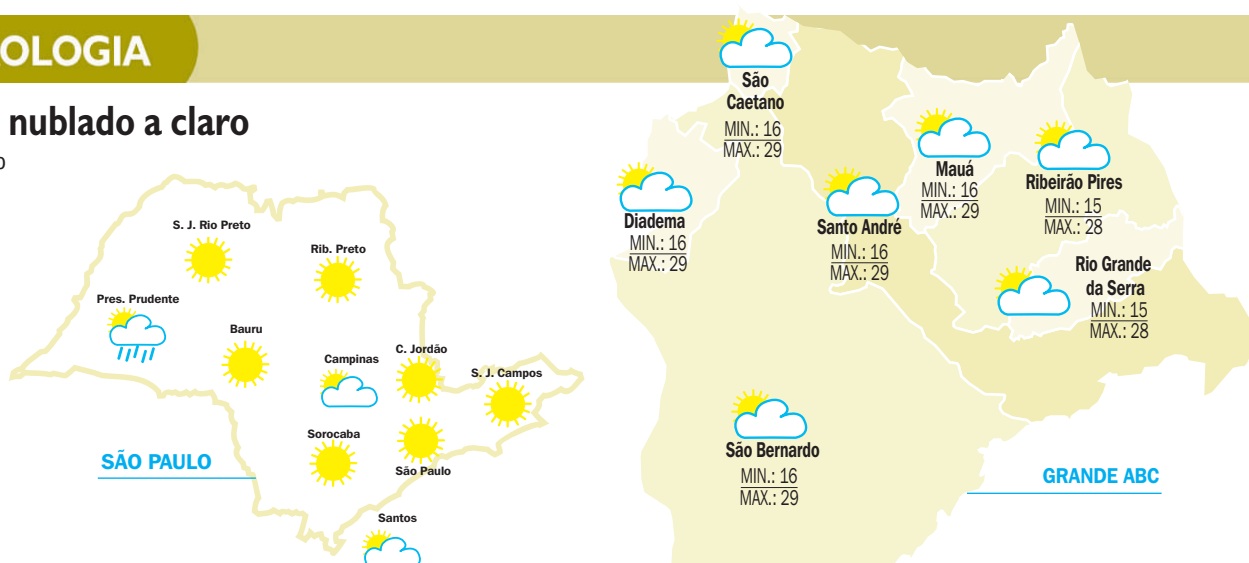 OLOGIA
nublado a claro
o
S. J. Rio Preto
Rib. Preto
Pres. Prudente
Bauru
Campinas
C. Jordão
S. J. Campos
Sorocaba
São Paulo
SÃO PAULO
Santos
São
Caetano
MIN.: 16
MAX.: 29
Diadema
MIN.: 16
MAX.: 29
Santo André
MIN.: 16
MAX.: 29
Mauá
MIN.: 16
MAX.: 29
Ribeirão Pires
MIN.: 15
MAX.: 28
Rio Grande
da Serra
MIN.: 15
MAX.: 28
São Bernardo
MIN.: 16
MAX.: 29
GRANDE ABC